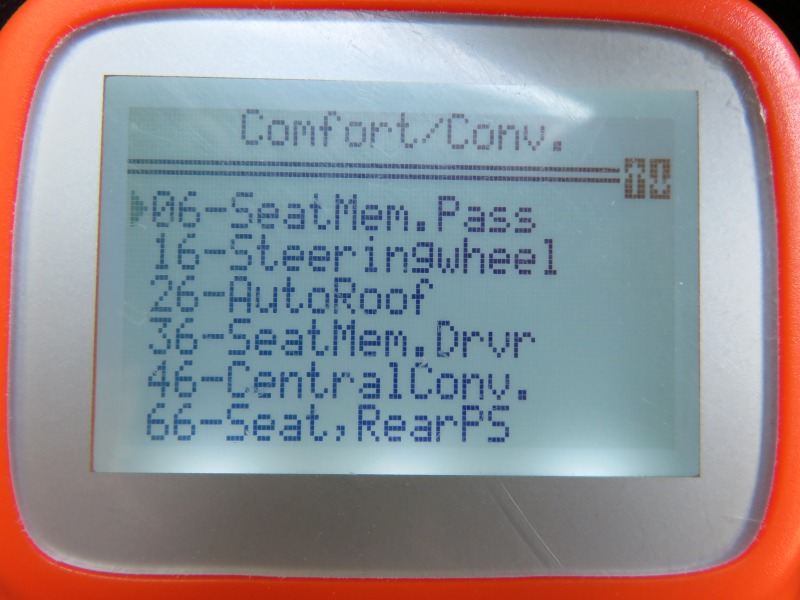 Comfort/Conv.
06-SeatMem.Pass
16-Steeringwheel
26-AutoRoof
36-SeatMem.Drvr
46-CentralConv.
66-Seat,RearPS